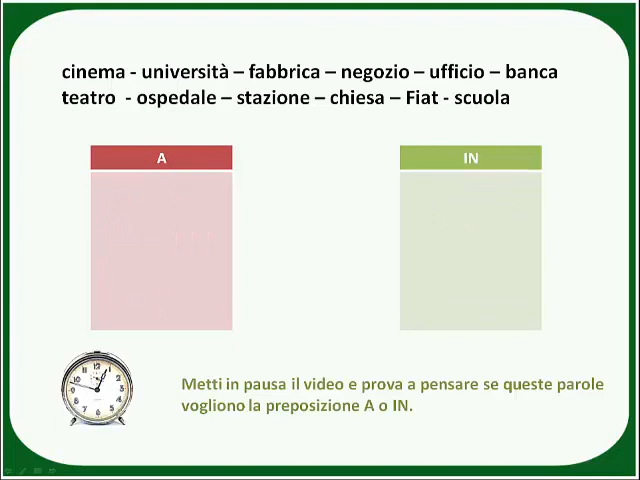 cinema - università – fabbrica – negozio – ufficio – banca
teatro - ospedale – stazione – chiesa – Fiat - scuola
A
IN
Metti in pausa il video e prova a pensare se queste parole
vogliono la preposizione A o IN.